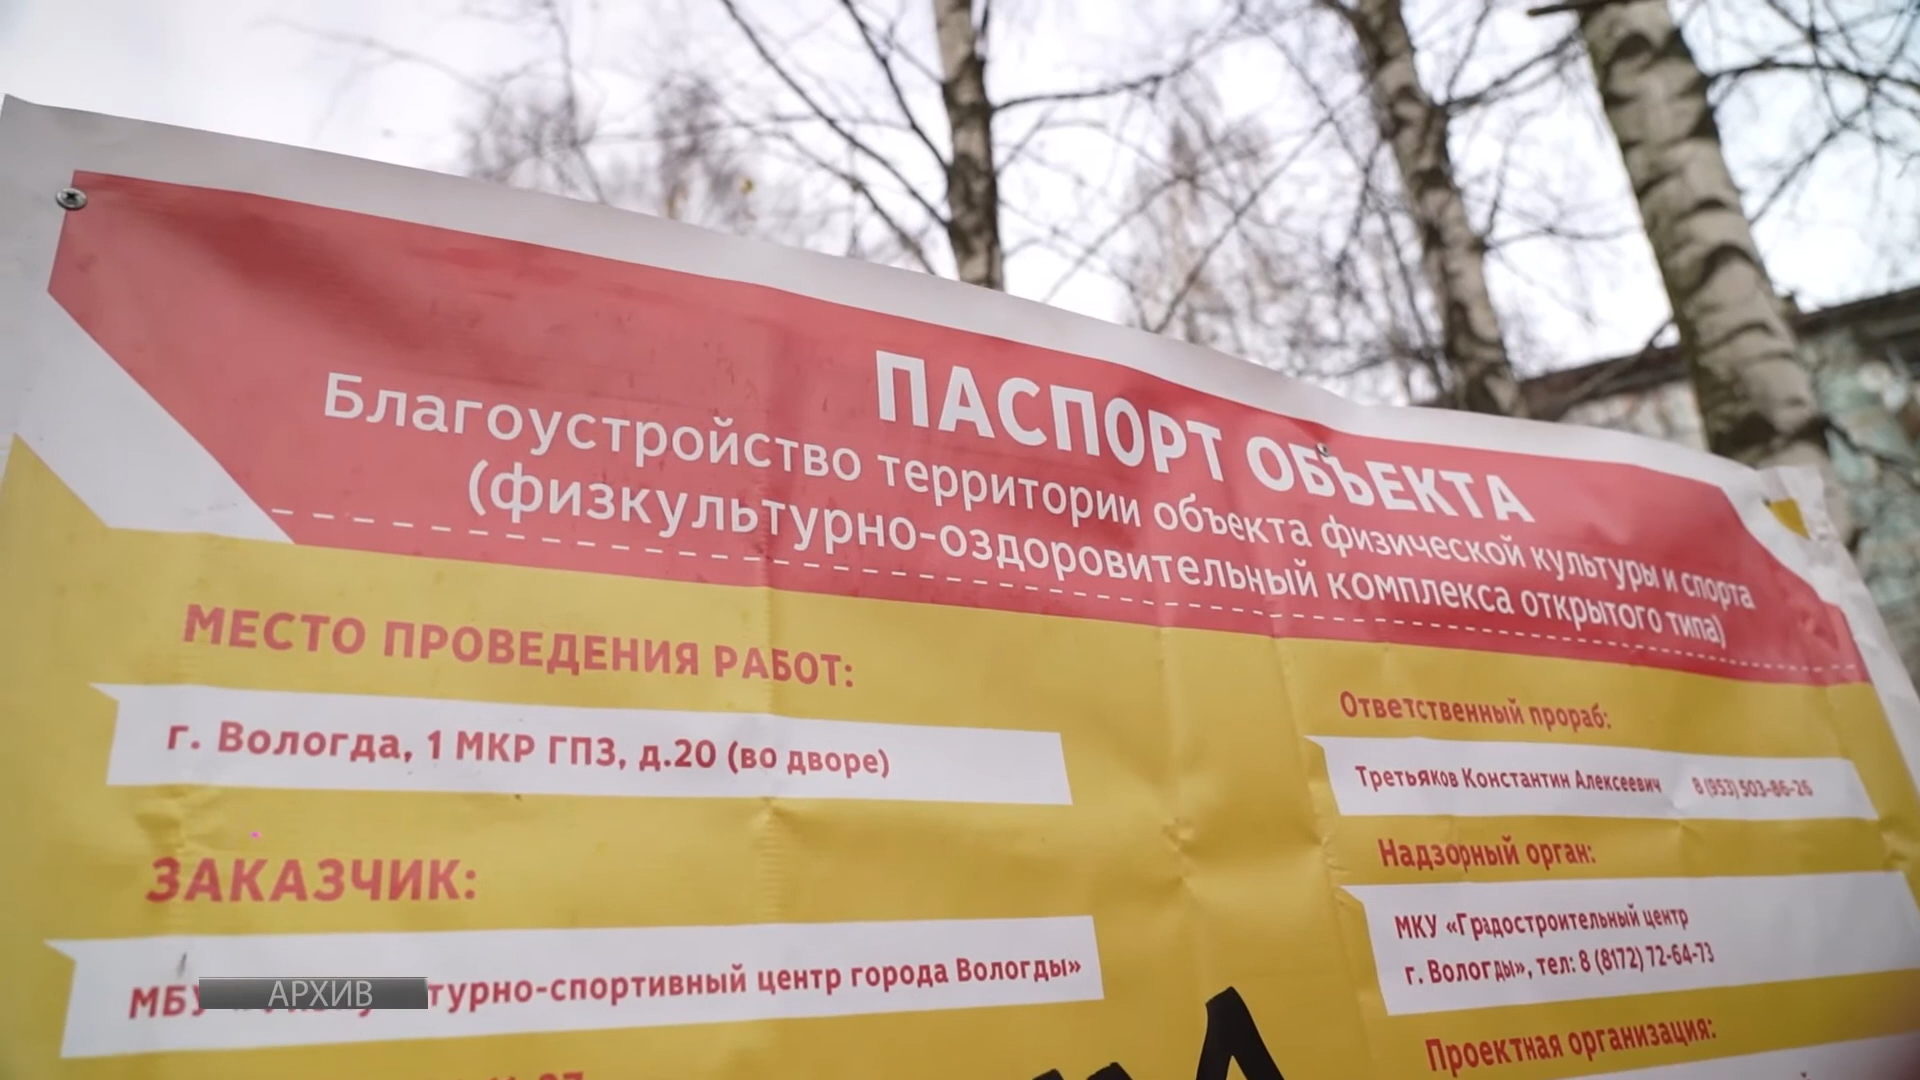 ПАСПОРТ ОБЪЕКТА
Благоустройство территории объекта физической культуры и спорта
(физкультурно-оздоровительный комплекса открытого типа)
МЕСТО ПРОВЕДЕНИЯ РАБОТ:
г. Вологда, 1 МКР ГПЗ, д.20 (во дворе)
ЗАКАЗЧИК:
МБУ турно-спортивный центр города Вологды»
АРХИВ
Ответственный прораб:
Третьяков Константин Алексеевич 8 (953) 503-86-26
Надзорный орган:
МКУ «Градостроительный центр
г. Вологды», тел: 8 (8172) 72-64-73
Проектная организация: